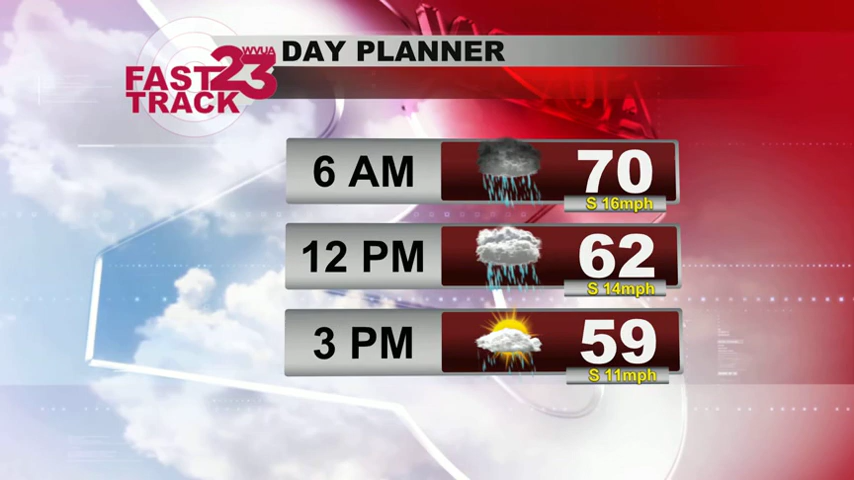 WVUA
23
FAST
TRACK
DAY PLANNER
6 AM
70
S 16mph
12 PM
62
S 14mph
3 PM
59
S 11mph